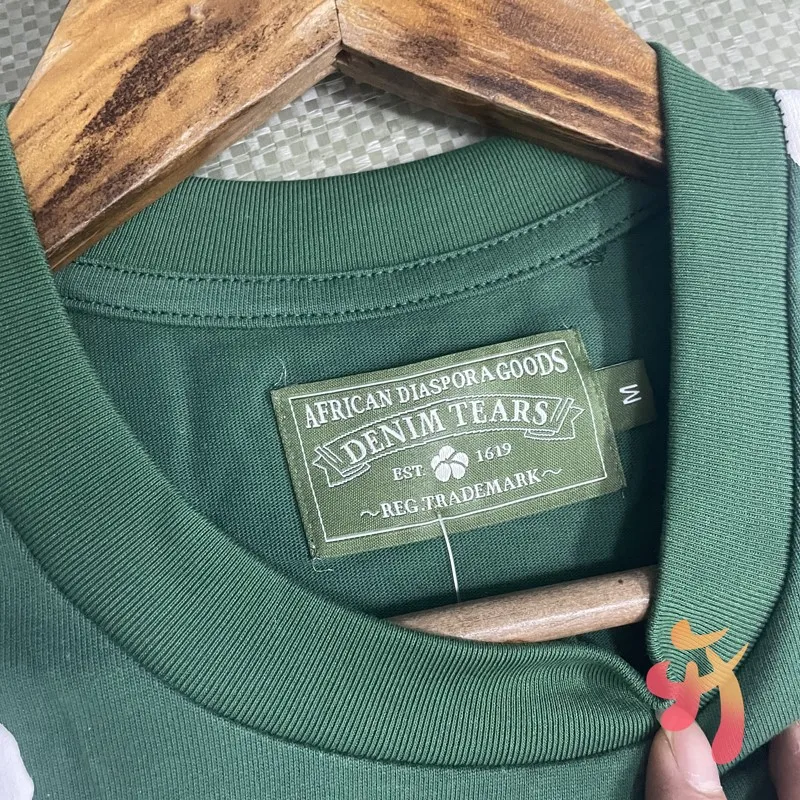 AFRICAN DIASPORA GOODS
DENIM TEARS
EST. 1619
~REG.TRADEMARK~
M